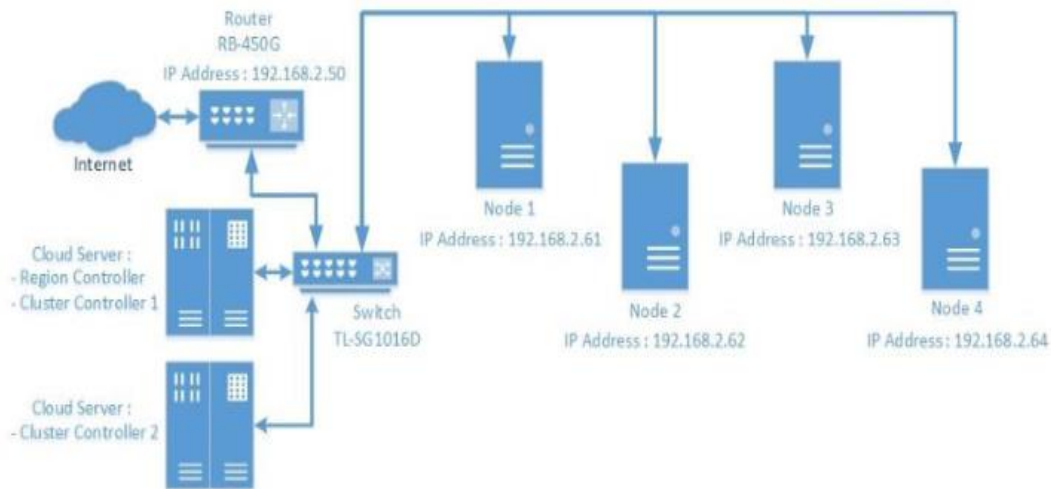 Router
RB-450G
IP Address : 192.168.2.50
Internet
Cloud Server :
- Region Controller
- Cluster Controller 1
Switch
TL-SG1016D
Cloud Server :
- Cluster Controller 2
Node 1
IP Address : 192.168.2.61
Node 2
IP Address : 192.168.2.62
Node 3
IP Address : 192.168.2.63
Node 4
IP Address : 192.168.2.64